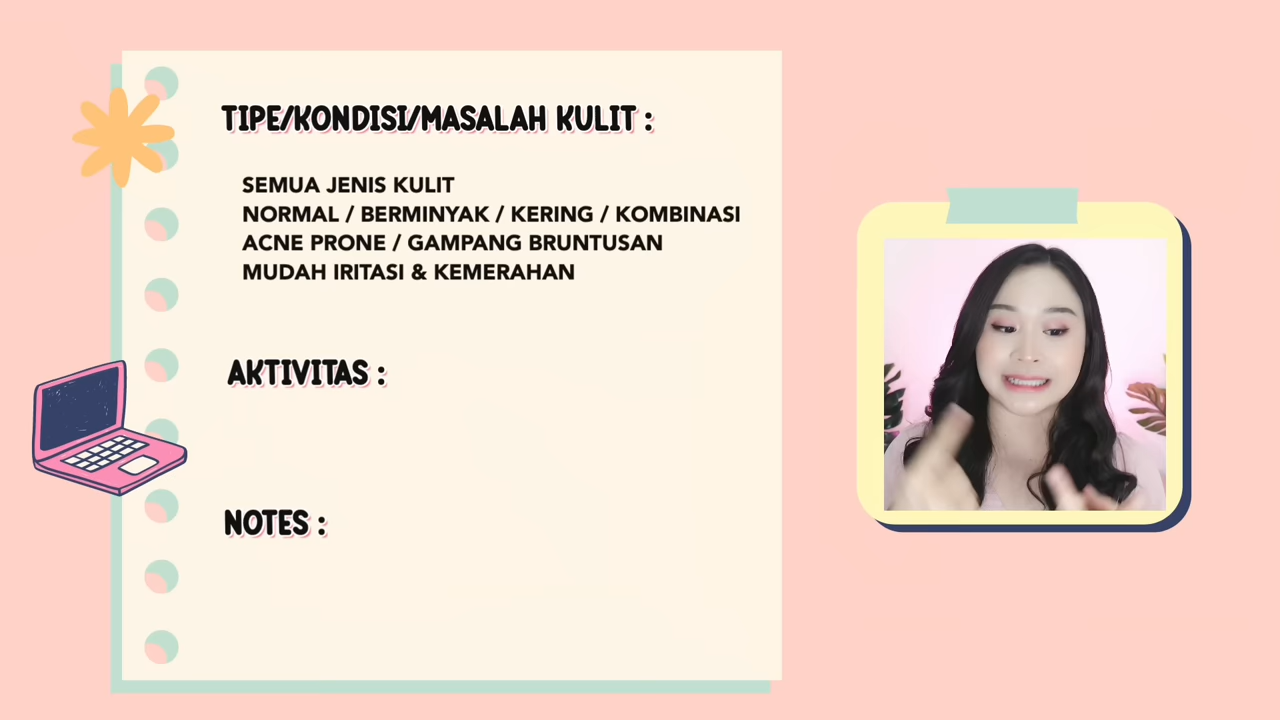 TIPE/KONDISI/MASALAH KULIT :
SEMUA JENIS KULIT
NORMAL / BERMINYAK / KERING / KOMBINASI
ACNE PRONE / GAMPANG BRUNTUSAN
MUDAH IRITASI & KEMERAHAN
AKTIVITAS :
NOTES :